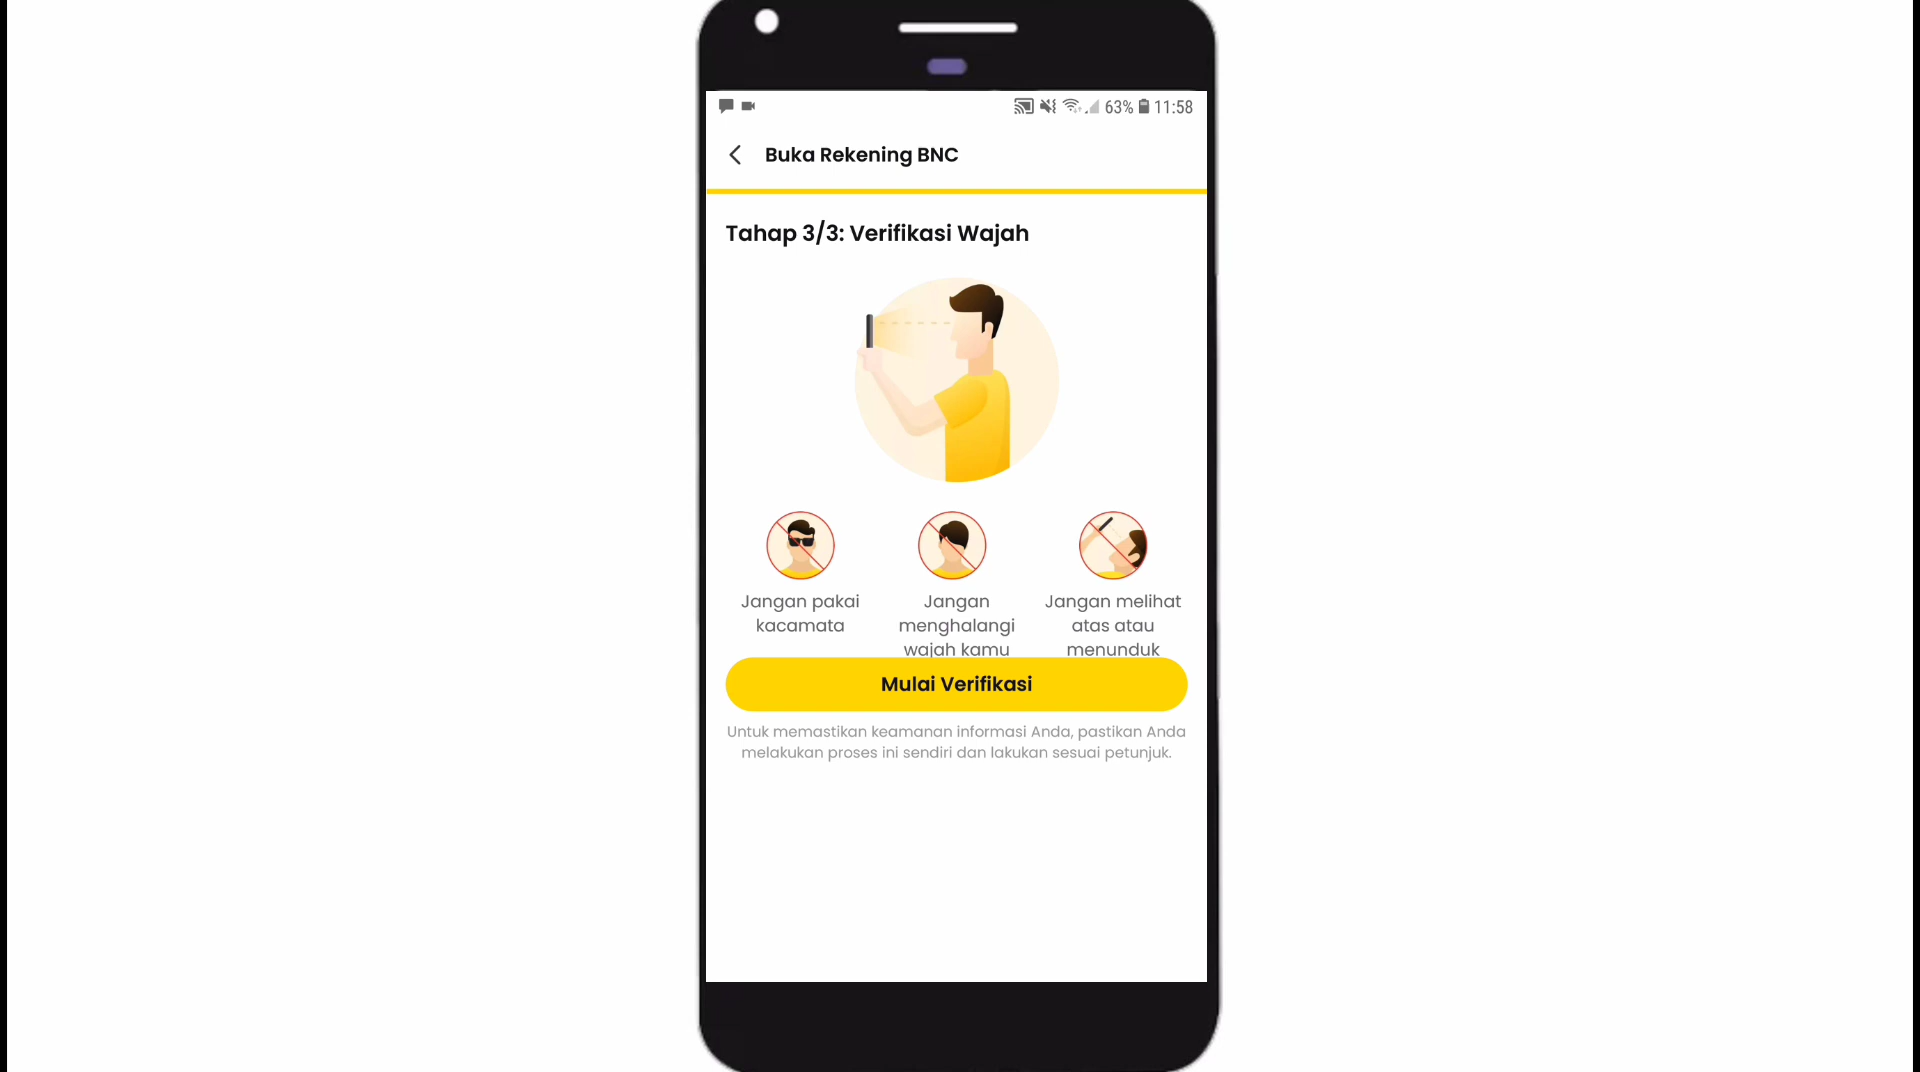 63% 11:58
Buka Rekening BNC
Tahap 3/3: Verifikasi Wajah
Jangan pakai
kacamata
Jangan
menghalangi
wajah kamu
Jangan melihat
atas atau
menunduk
Mulai Verifikasi
Untuk memastikan keamanan informasi Anda, pastikan Anda
melakukan proses ini sendiri dan lakukan sesuai petunjuk.